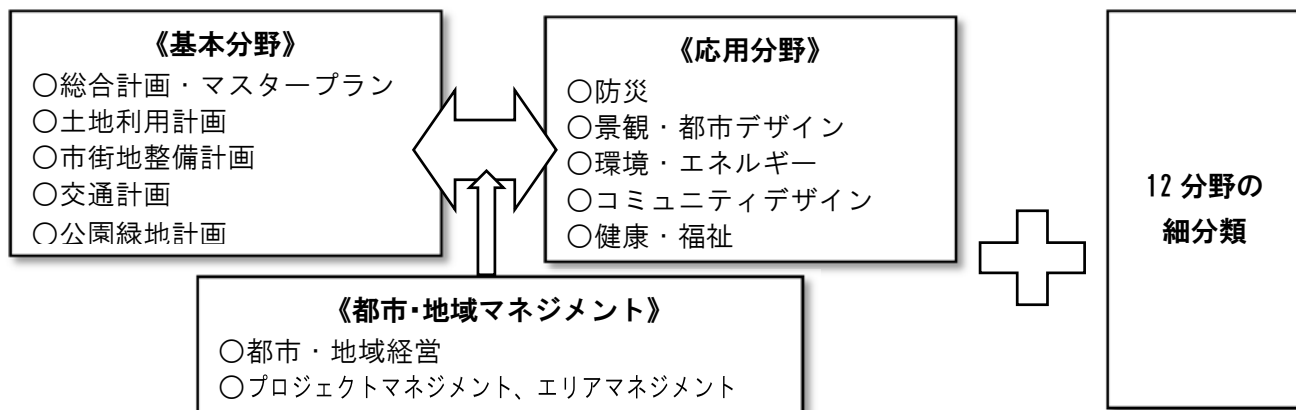 《基本分野》
○総合計画・マスタープラン
○土地利用計画
○市街地整備計画
○交通計画
○公園緑地計画
《応用分野》
○防災
○景観・都市デザイン
○環境・エネルギー
○コミュニティデザイン
○健康・福祉
《都市・地域マネジメント》
○都市・地域経営
○プロジェクトマネジメント、エリアマネジメント
12 分野の
細分類